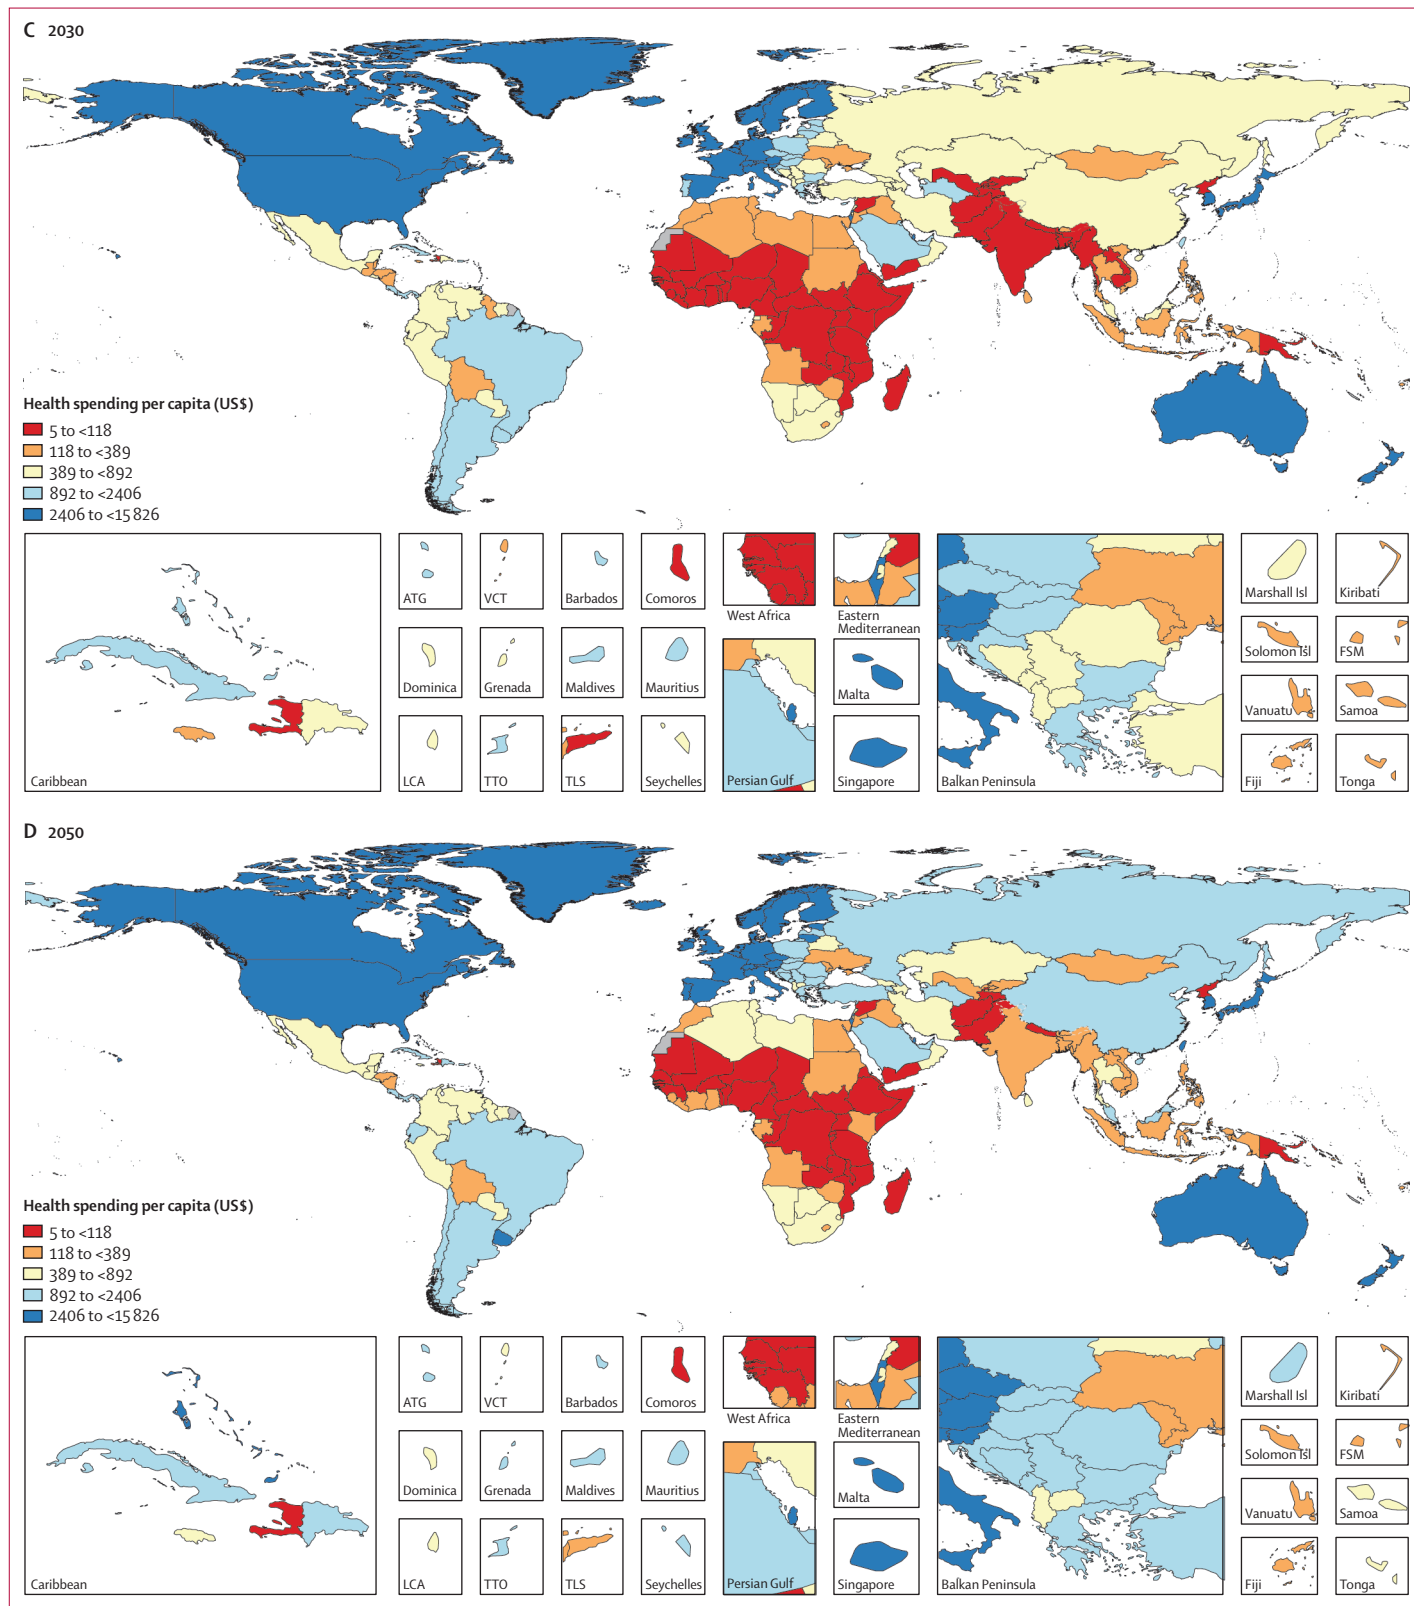 C 2030
Health spending per capita (US$)
5 to <118
118 to <389
389 to <892
892 to <2406
2406 to <15 826
Caribbean
ATG
VCT
Barbados
Comoros
Dominica
Grenada
Maldives
Mauritius
LCA
TTO
TLS
Seychelles
West Africa
Eastern
Mediterranean
Persian Gulf
Malta
Singapore
Balkan Peninsula
Marshall Isl
Kiribati
Solomon Isl
FSM
Vanuatu
Samoa
Fiji
Tonga
D 2050
Health spending per capita (US$)
5 to <118
118 to <389
389 to <892
892 to <2406
2406 to <15 826
Caribbean
ATG
VCT
Barbados
Comoros
Dominica
Grenada
Maldives
Mauritius
LCA
TTO
TLS
Seychelles
West Africa
Eastern
Mediterranean
Persian Gulf
Malta
Singapore
Balkan Peninsula
Marshall Isl
Kiribati
Solomon Isl
FSM
Vanuatu
Samoa
Fiji
Tonga